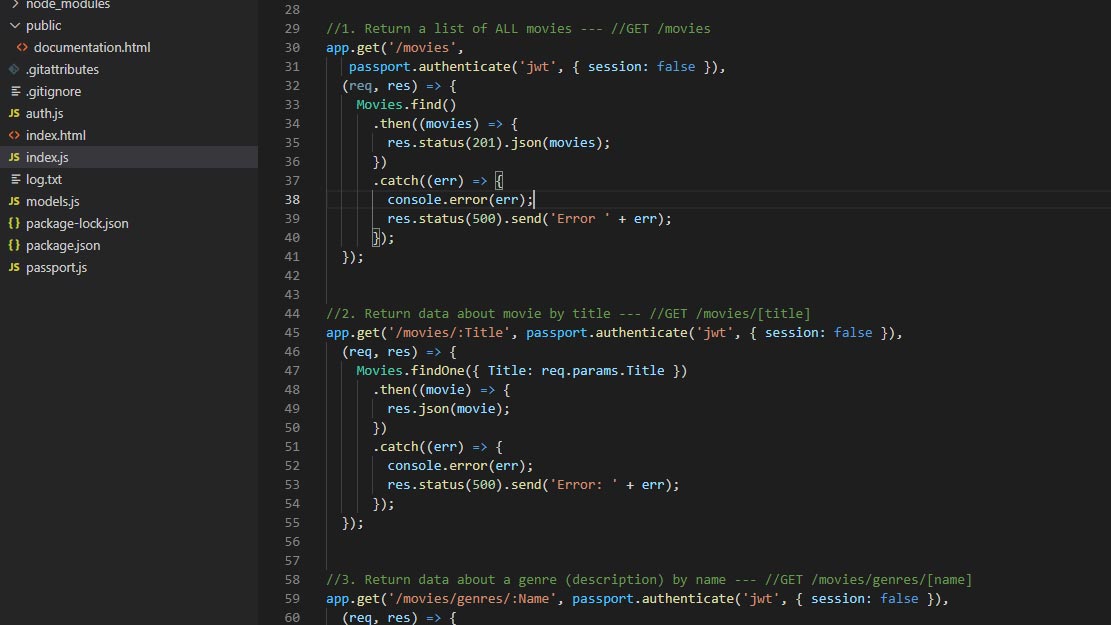 node_modules
public
<> documentation.html
.gitattributes
.gitignore
JS auth.js
<> index.html
JS index.js
log.txt
JS models.js
{} package-lock.json
{} package.json
JS passport.js
28
29 //1. Return a list of ALL movies --- //GET /movies
30 app.get('/movies',
31 passport.authenticate('jwt', { session: false }),
32 (req, res) => {
33 Movies.find()
34 .then((movies) => {
35 res.status(201).json(movies);
36 })
37 .catch((err) => {
38 console.error(err);
39 res.status(500).send('Error ' + err);
40 });
41 });
42
43
44 //2. Return data about movie by title --- //GET /movies/[title]
45 app.get('/movies/:Title', passport.authenticate('jwt', { session: false }),
46 (req, res) => {
47 Movies.findOne({ Title: req.params.Title })
48 .then((movie) => {
49 res.json(movie);
50 })
51 .catch((err) => {
52 console.error(err);
53 res.status(500).send('Error: ' + err);
54 });
55 });
56
57
58 //3. Return data about a genre (description) by name --- //GET /movies/genres/[name]
59 app.get('/movies/genres/:Name', passport.authenticate('jwt', { session: false }),
60 (req, res) => {